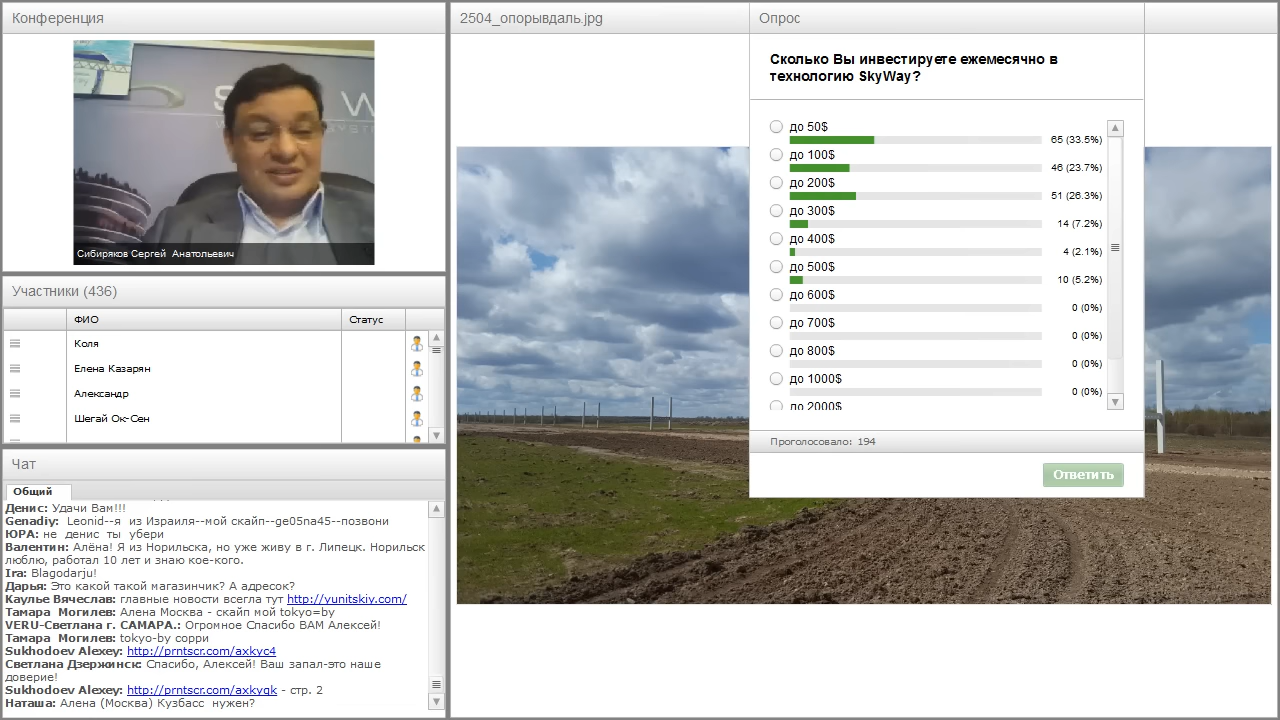 Конференция
Сибиряков Сергей Анатольевич
Участники (436)
ФИО
Статус
Коля
Елена Казарян
Александр
Шегай Ок-Сен
Чат
Общий
Денис: Удачи Вам!!!
Genadiy: Leonid--я из Израиля--мой скайп--ge05na45--позвони
ЮРА: не денис ты убери
Валентин: Алёна! Я из Норильска, но уже живу в г. Липецк. Норильск
люблю, работал 10 лет и знаю кое-кого.
Ira: Blagodarju!
Дарья: Это какой такой магазинчик? А адресок?
Каулье Вячеслав: главные новости всегла тут http://yunitskiy.com/
Тамара Могилев: Алена Москва - скайп мой tokyo=by
VERU-Светлана г. САМАРА.: Огромное Спасибо ВАМ Алексей!
Тамара Могилев: tokyo-by сорри
Sukhodoev Alexey: http://prntscr.com/axkyc4
Светлана Дзержинск: Спасибо, Алексей! Ваш запал-это наше
доверие!
Sukhodoev Alexey: http://prntscr.com/axkygk - стр. 2
Наташа: Алена (Москва) Кузбасс нужен?
2504_опорывдаль.jpg
Опрос
Сколько Вы инвестируете ежемесячно в
технологию SkyWay?
до 50$
65 (33.5%)
до 100$
46 (23.7%)
до 200$
51 (26.3%)
до 300$
14 (7.2%)
до 400$
4 (2.1%)
до 500$
10 (5.2%)
до 600$
0 (0%)
до 700$
0 (0%)
до 800$
0 (0%)
до 1000$
0 (0%)
до 2000$
Проголосовало: 194
Ответить